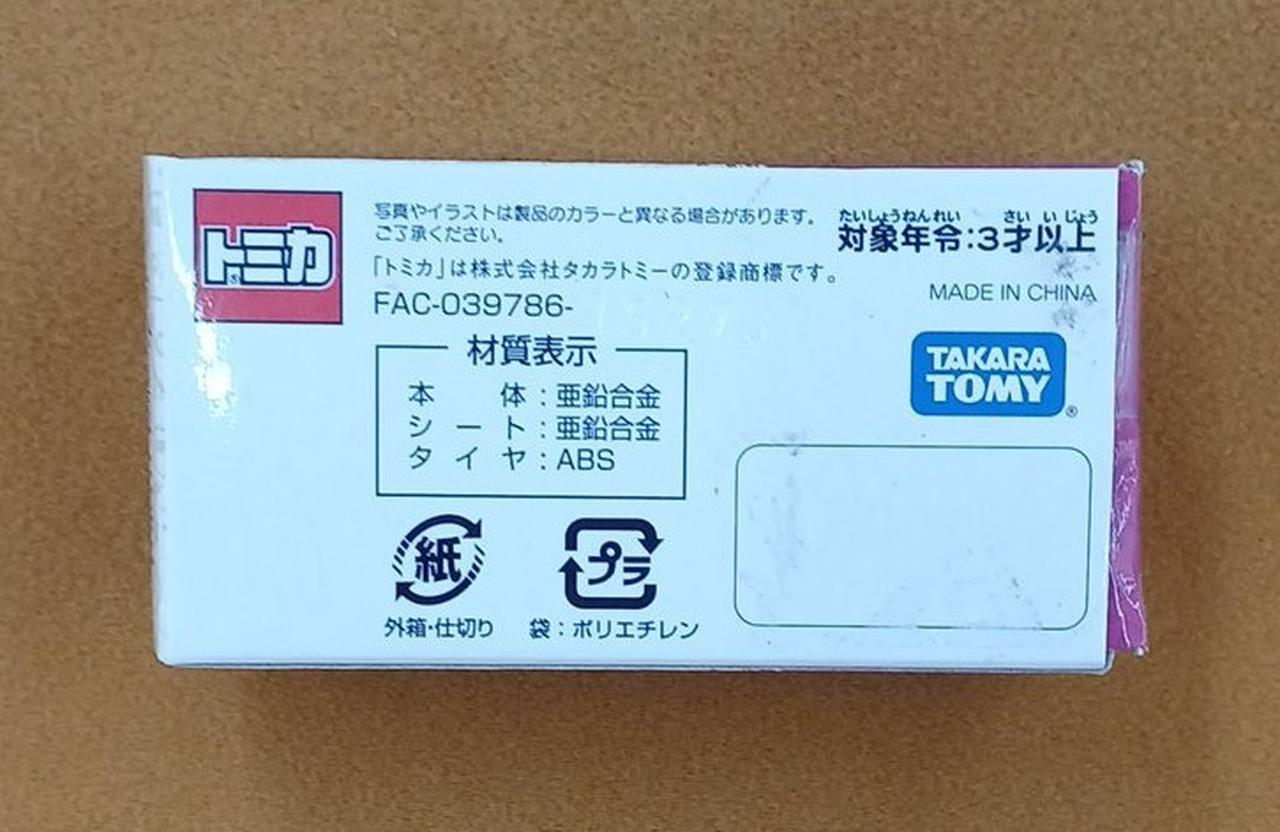 トミカ®
写真やイラストは製品のカラーと異なる場合があります。
ご了承ください。
「トミカ」は株式会社タカラトミーの登録商標です。
FAC-039786-
たいしょうねんれい さい い じょう
対象年令:3才以上
MADE IN CHINA
TAKARA
TOMY®
材質表示
本体:亜鉛合金
シート:亜鉛合金
タイヤ:ABS
紙
外箱・仕切り
プラ
袋:ポリエチレン